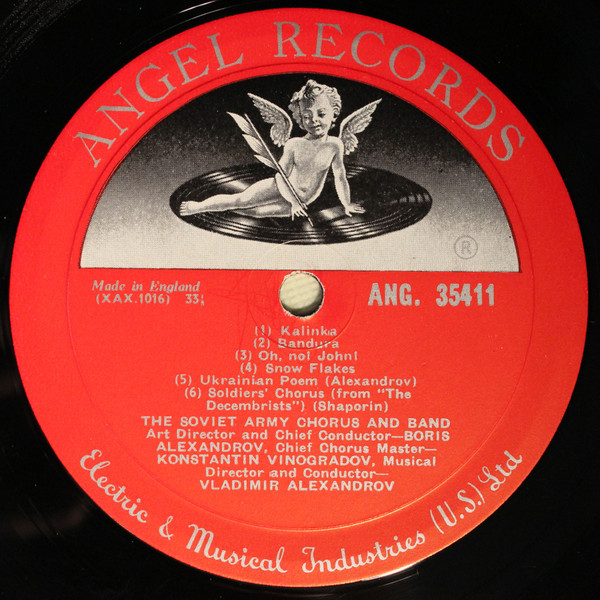 ANGEL RECORDS
®
Made in England
(XAX.1016) 33⅓
ANG. 35411
(1) Kalinka
(2) Bandura
(3) Oh, no! John!
(4) Snow Flakes
(5) Ukrainian Poem (Alexandrov)
(6) Soldiers' Chorus (from "The
Decembrists") (Shaporin)
THE SOVIET ARMY CHORUS AND BAND
Art Director and Chief Conductor—BORIS
ALEXANDROV, Chief Chorus Master—
KONSTANTIN VINOGRADOV, Musical
Director and Conductor—
VLADIMIR ALEXANDROV
Electric & Musical Industries (U.S.) Ltd